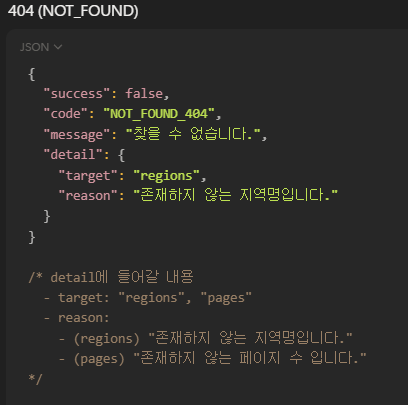 404 (NOT_FOUND)
JSON
{
"success": false,
"code": "NOT_FOUND_404",
"message": "찾을 수 없습니다.",
"detail": {
"target": "regions",
"reason": "존재하지 않는 지역명입니다."
}
}
/* detail에 들어갈 내용
- target: "regions", "pages"
- reason:
- (regions) "존재하지 않는 지역명입니다."
- (pages) "존재하지 않는 페이지 수 입니다."
*/